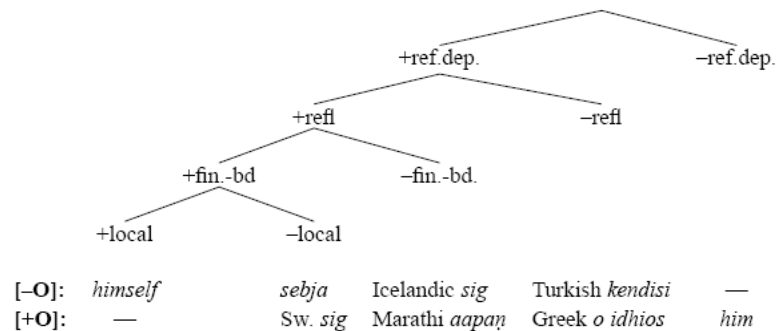 +ref.dep. –ref.dep.
+refl –refl
+fin.-bd –fin.-bd.
+local –local
[–O]: himself sebja Icelandic sig Turkish kendisi —
[+O]: — Sw. sig Marathi aapaṇ Greek o idhios him